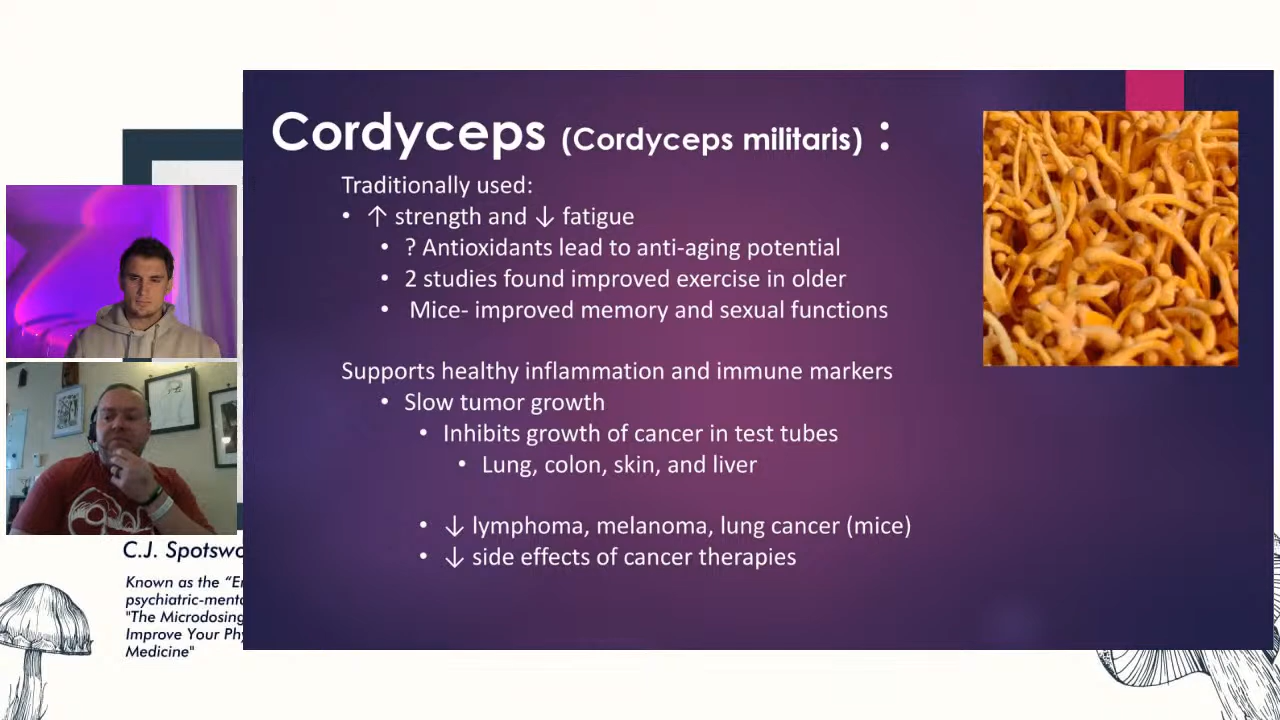 Cordyceps (Cordyceps militaris) :
Traditionally used:
• ↑ strength and ↓ fatigue
• ? Antioxidants lead to anti-aging potential
• 2 studies found improved exercise in older
• Mice- improved memory and sexual functions
Supports healthy inflammation and immune markers
• Slow tumor growth
• Inhibits growth of cancer in test tubes
• Lung, colon, skin, and liver
• ↓ lymphoma, melanoma, lung cancer (mice)
• ↓ side effects of cancer therapies
C.J. Spotswo
Known as the “E
psychiatric-menta
"The Microdosing
Improve Your Phy
Medicine"